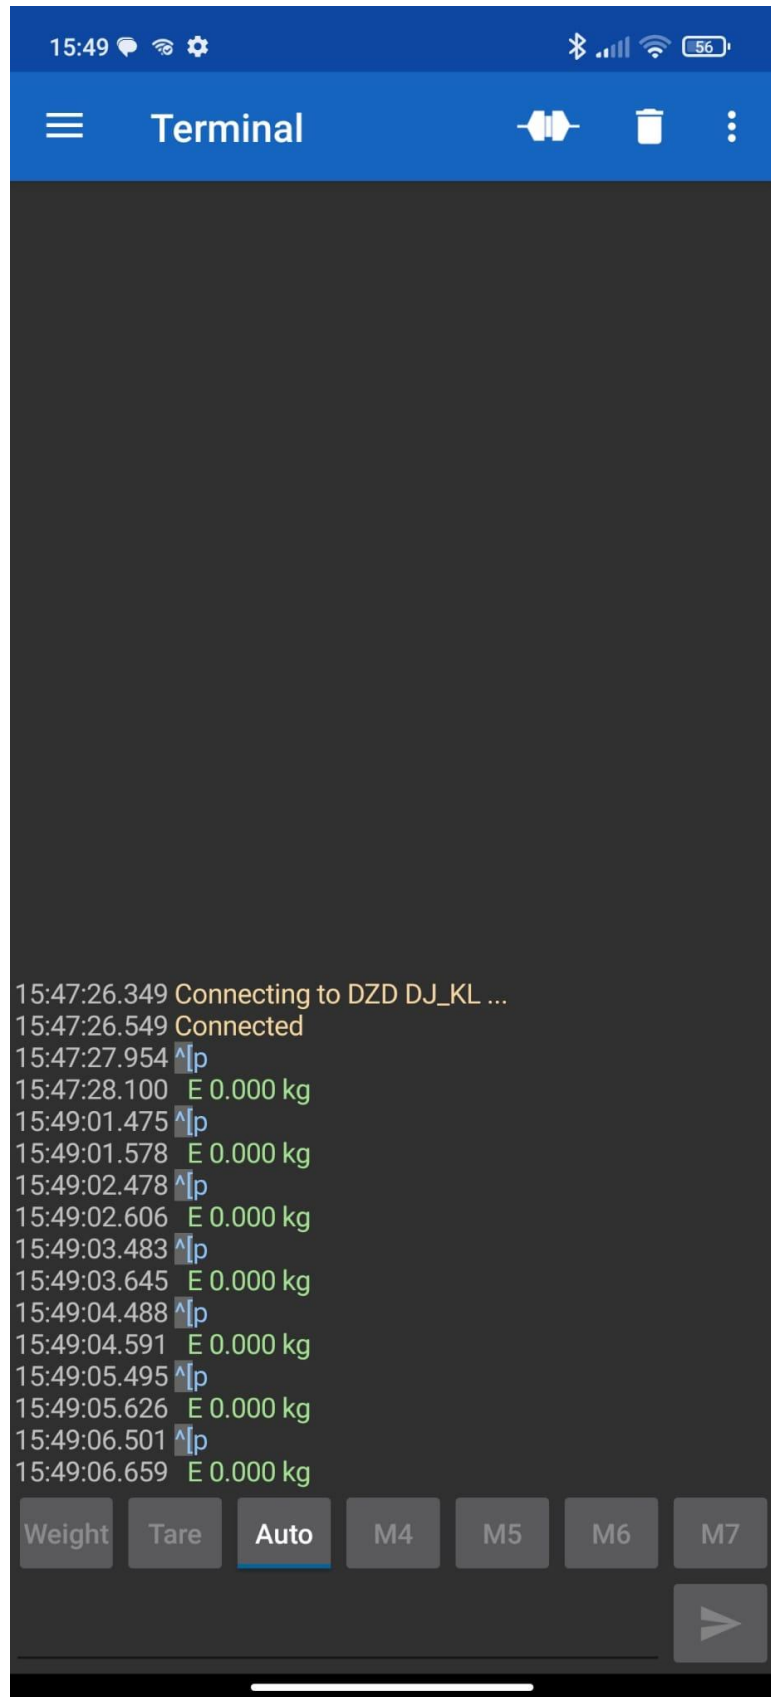 15:49 56
Terminal
15:47:26.349 Connecting to DZD DJ_KL ...
15:47:26.549 Connected
15:47:27.954 ^[p
15:47:28.100 E 0.000 kg
15:49:01.475 ^[p
15:49:01.578 E 0.000 kg
15:49:02.478 ^[p
15:49:02.606 E 0.000 kg
15:49:03.483 ^[p
15:49:03.645 E 0.000 kg
15:49:04.488 ^[p
15:49:04.591 E 0.000 kg
15:49:05.495 ^[p
15:49:05.626 E 0.000 kg
15:49:06.501 ^[p
15:49:06.659 E 0.000 kg
Weight Tare Auto M4 M5 M6 M7